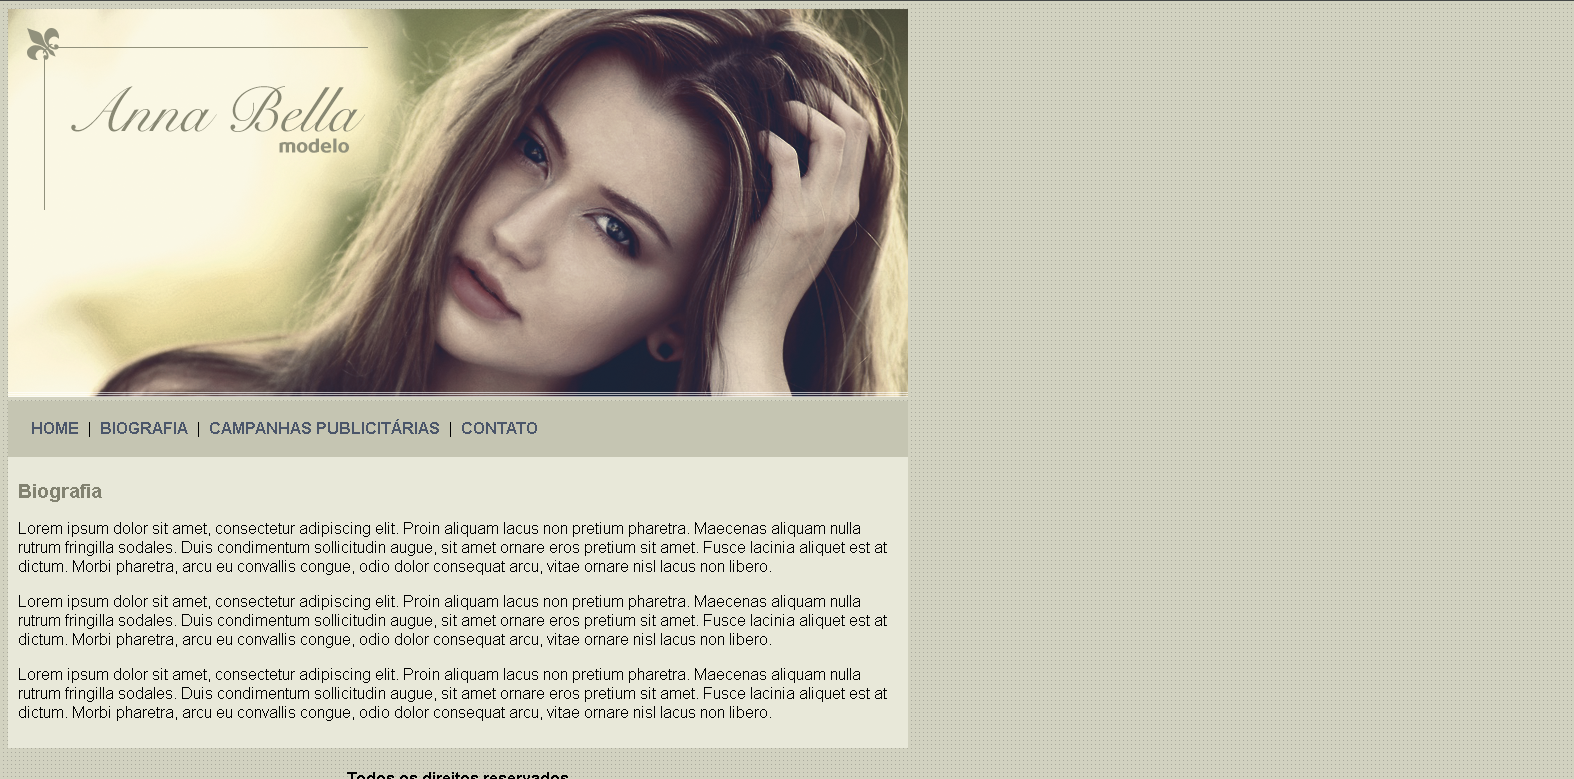 Anna Bella
modelo
HOME | BIOGRAFIA | CAMPANHAS PUBLICITÁRIAS | CONTATO
Biografia
Lorem ipsum dolor sit amet, consectetur adipiscing elit. Proin aliquam lacus non pretium pharetra. Maecenas aliquam nulla
rutrum fringilla sodales. Duis condimentum sollicitudin augue, sit amet ornare eros pretium sit amet. Fusce lacinia aliquet est at
dictum. Morbi pharetra, arcu eu convallis congue, odio dolor consequat arcu, vitae ornare nisl lacus non libero.
Lorem ipsum dolor sit amet, consectetur adipiscing elit. Proin aliquam lacus non pretium pharetra. Maecenas aliquam nulla
rutrum fringilla sodales. Duis condimentum sollicitudin augue, sit amet ornare eros pretium sit amet. Fusce lacinia aliquet est at
dictum. Morbi pharetra, arcu eu convallis congue, odio dolor consequat arcu, vitae ornare nisl lacus non libero.
Lorem ipsum dolor sit amet, consectetur adipiscing elit. Proin aliquam lacus non pretium pharetra. Maecenas aliquam nulla
rutrum fringilla sodales. Duis condimentum sollicitudin augue, sit amet ornare eros pretium sit amet. Fusce lacinia aliquet est at
dictum. Morbi pharetra, arcu eu convallis congue, odio dolor consequat arcu, vitae ornare nisl lacus non libero.
Todos os direitos reservados